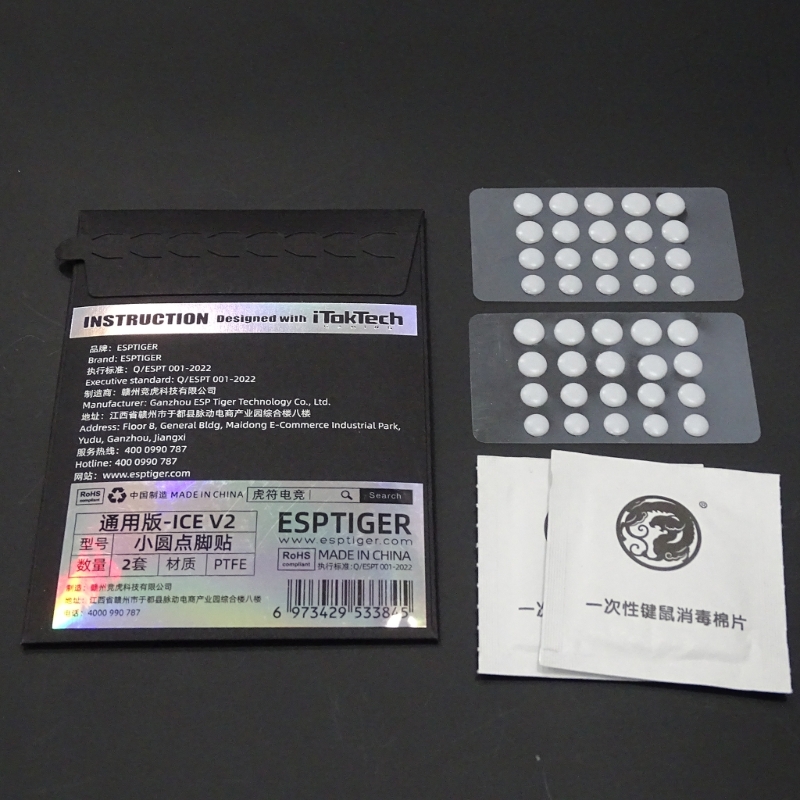 INSTRUCTION Designed with iTokTech
GAMING
品牌：ESPTIGER
Brand: ESPTIGER
执行标准：Q/ESPT 001-2022
Executive standard: Q/ESPT 001-2022
制造商：赣州竞虎科技有限公司
Manufacturer: Ganzhou ESP Tiger Technology Co., Ltd.
地址：江西省赣州市于都县脉动电商产业园综合楼八楼
Address: Floor 8, General Bldg, Maidong E-Commerce Industrial Park,
Yudu, Ganzhou, Jiangxi
服务热线：400 0990 787
Hotline: 400 0990 787
网站：www.esptiger.com
RoHS compliant 中国制造 MADE IN CHINA 虎符电竞 Search
通用版-ICE V2
型号 小圆点脚贴
数量 2套 材质 PTFE
ESPTIGER
www.esptiger.com
RoHS compliant MADE IN CHINA
执行标准：Q/ESPT 001-2022
制造：赣州竞虎科技有限公司
地址：江西省赣州市于都县脉动电商产业园综合楼八楼
电话：4000 990 787
6 973429 533845
®
一次性键鼠消毒棉片
一次